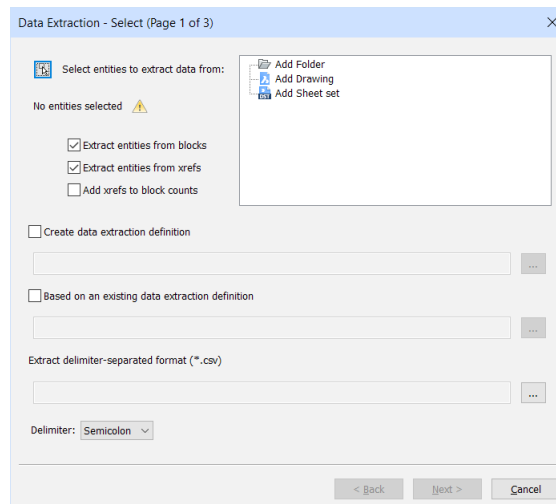 Data Extraction - Select (Page 1 of 3)
Select entities to extract data from:
Add Folder
Add Drawing
DST Add Sheet set
No entities selected
Extract entities from blocks
Extract entities from xrefs
Add xrefs to block counts
Create data extraction definition
...
Based on an existing data extraction definition
...
Extract delimiter-separated format (*.csv)
...
Delimiter: Semicolon
< Back Next > Cancel